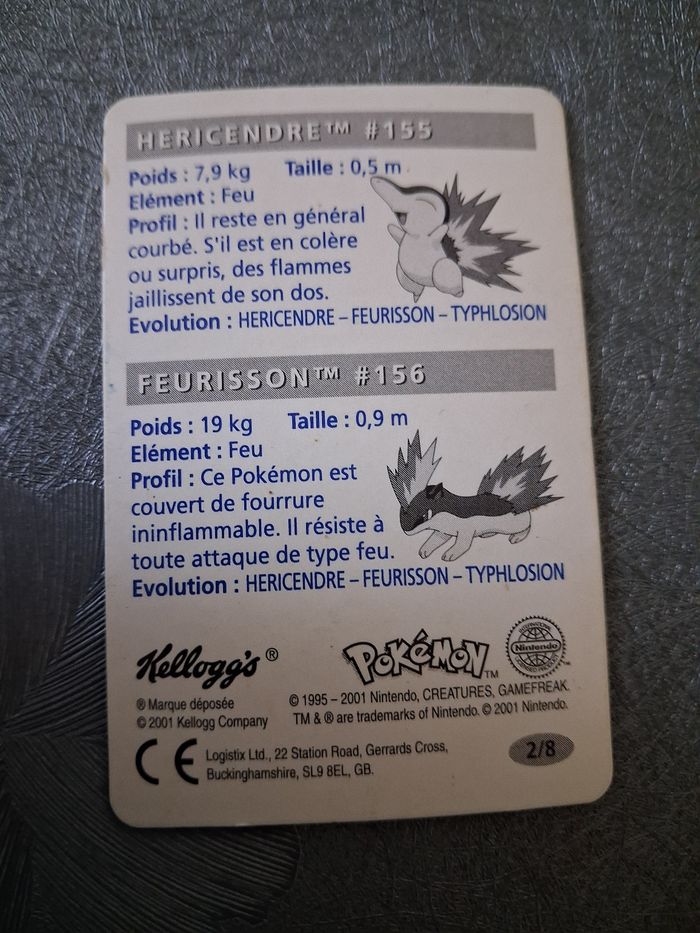 HERICENDRE™ #155
Poids : 7,9 kg Taille : 0,5 m
Elément : Feu
Profil : Il reste en général
courbé. S'il est en colère
ou surpris, des flammes
jaillissent de son dos.
Evolution : HERICENDRE – FEURISSON – TYPHLOSION
FEURISSON™ #156
Poids : 19 kg Taille : 0,9 m
Elément : Feu
Profil : Ce Pokémon est
couvert de fourrure
ininflammable. Il résiste à
toute attaque de type feu.
Evolution : HERICENDRE – FEURISSON – TYPHLOSION
Kellogg's®
POKéMON™
Nintendo
® Marque déposée
© 2001 Kellogg Company
© 1995 – 2001 Nintendo, CREATURES, GAMEFREAK.
TM & ® are trademarks of Nintendo. © 2001 Nintendo.
CE
Logistix Ltd., 22 Station Road, Gerrards Cross,
Buckinghamshire, SL9 8EL, GB.
2/8